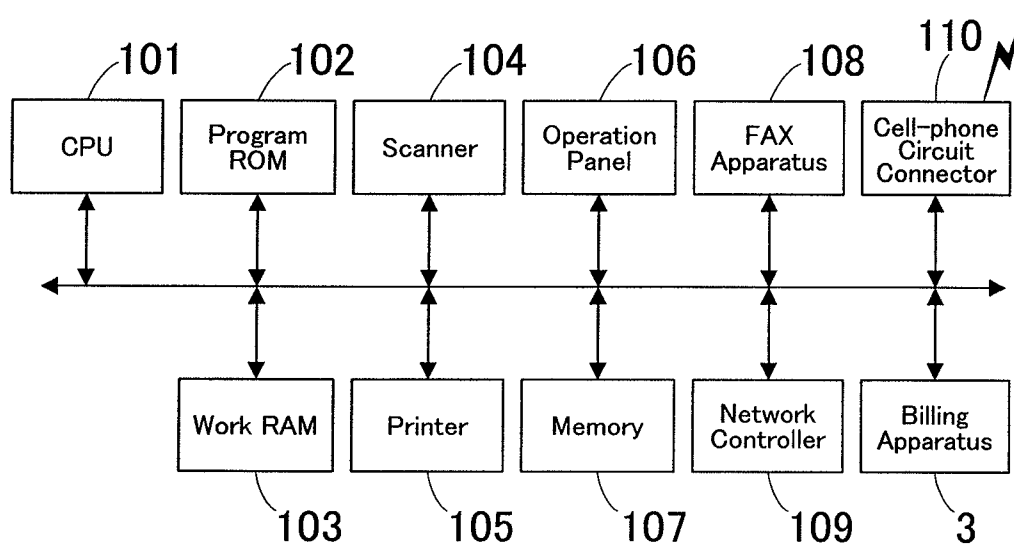 101
102
104
106
108
110
CPU
Program
ROM
Scanner
Operation
Panel
FAX
Apparatus
Cell-phone
Circuit
Connector
Work RAM
Printer
Memory
Network
Controller
Billing
Apparatus
103
105
107
109
3